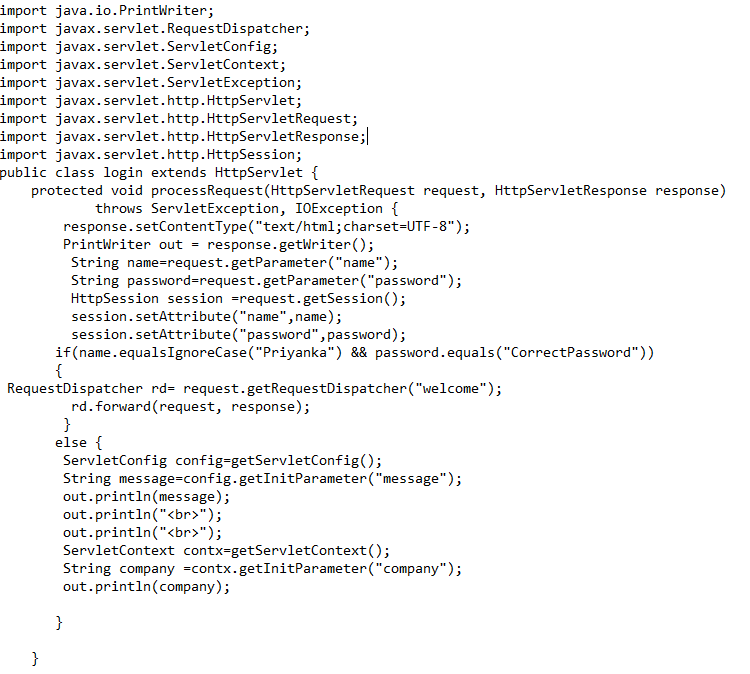 import java.io.PrintWriter;
import javax.servlet.RequestDispatcher;
import javax.servlet.ServletConfig;
import javax.servlet.ServletContext;
import javax.servlet.ServletException;
import javax.servlet.http.HttpServlet;
import javax.servlet.http.HttpServletRequest;
import javax.servlet.http.HttpServletResponse;
import javax.servlet.http.HttpSession;
public class login extends HttpServlet {
    protected void processRequest(HttpServletRequest request, HttpServletResponse response)
            throws ServletException, IOException {
        response.setContentType("text/html;charset=UTF-8");
        PrintWriter out = response.getWriter();
         String name=request.getParameter("name");
         String password=request.getParameter("password");
         HttpSession session =request.getSession();
         session.setAttribute("name",name);
         session.setAttribute("password",password);
       if(name.equalsIgnoreCase("Priyanka") && password.equals("CorrectPassword"))
       {
 RequestDispatcher rd= request.getRequestDispatcher("welcome");
         rd.forward(request, response);
        }
       else {
        ServletConfig config=getServletConfig();
        String message=config.getInitParameter("message");
        out.println(message);
        out.println("<br>");
        out.println("<br>");
        ServletContext contx=getServletContext();
        String company =contx.getInitParameter("company");
        out.println(company);
       }
    }